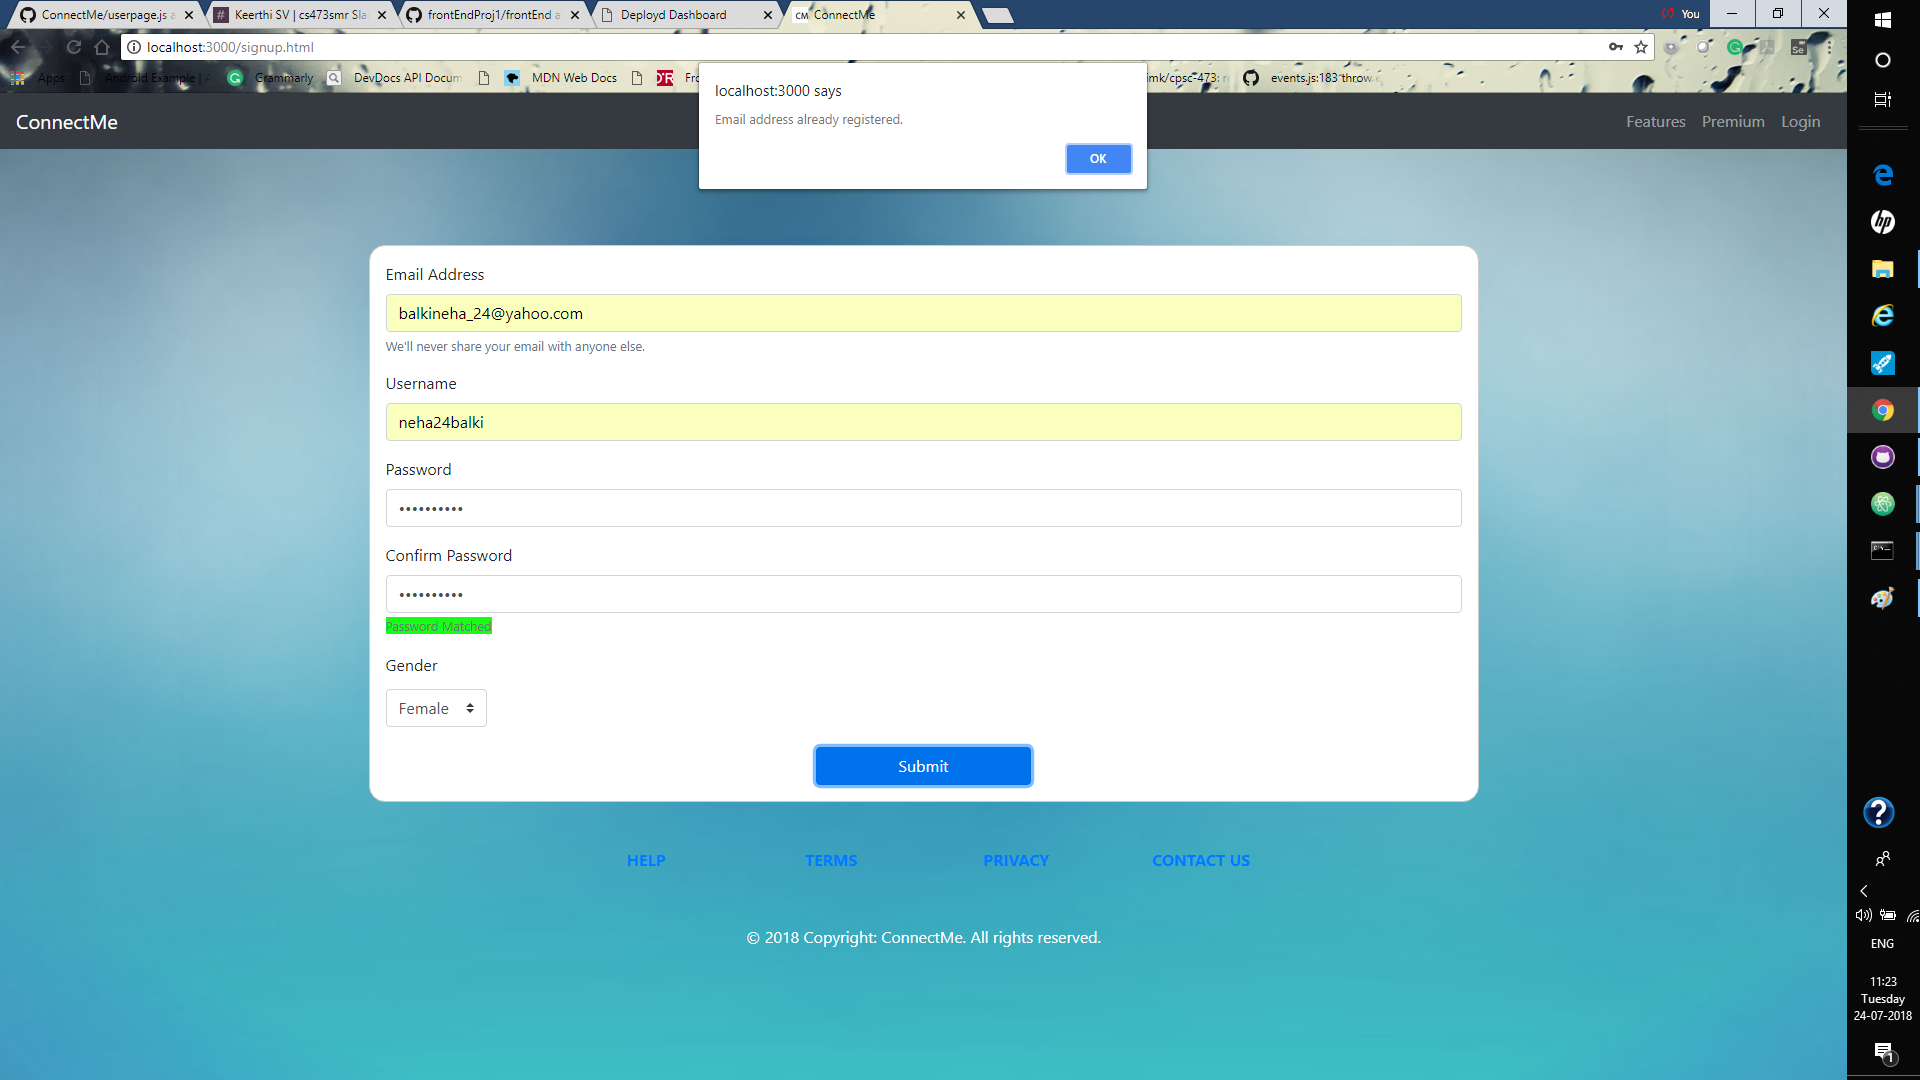 ConnectMe/userpage.js a
Keerthi SV | cs473smr Sla
frontEndProj1/frontEnd a
Deployd Dashboard
CM ConnectMe
You
localhost:3000/signup.html
Se
Apps
Android Example |
Grammarly
DevDocs API Docum
MDN Web Docs
Fro
imk/cpsc-473: r
events.js:183 throw
localhost:3000 says
Email address already registered.
OK
ConnectMe
Features
Premium
Login
Email Address
balkineha_24@yahoo.com
We'll never share your email with anyone else.
Username
neha24balki
Password
Confirm Password
Password Matched
Gender
Female
Submit
HELP
TERMS
PRIVACY
CONTACT US
© 2018 Copyright: ConnectMe. All rights reserved.
hp
ENG
11:23
Tuesday
24-07-2018
1